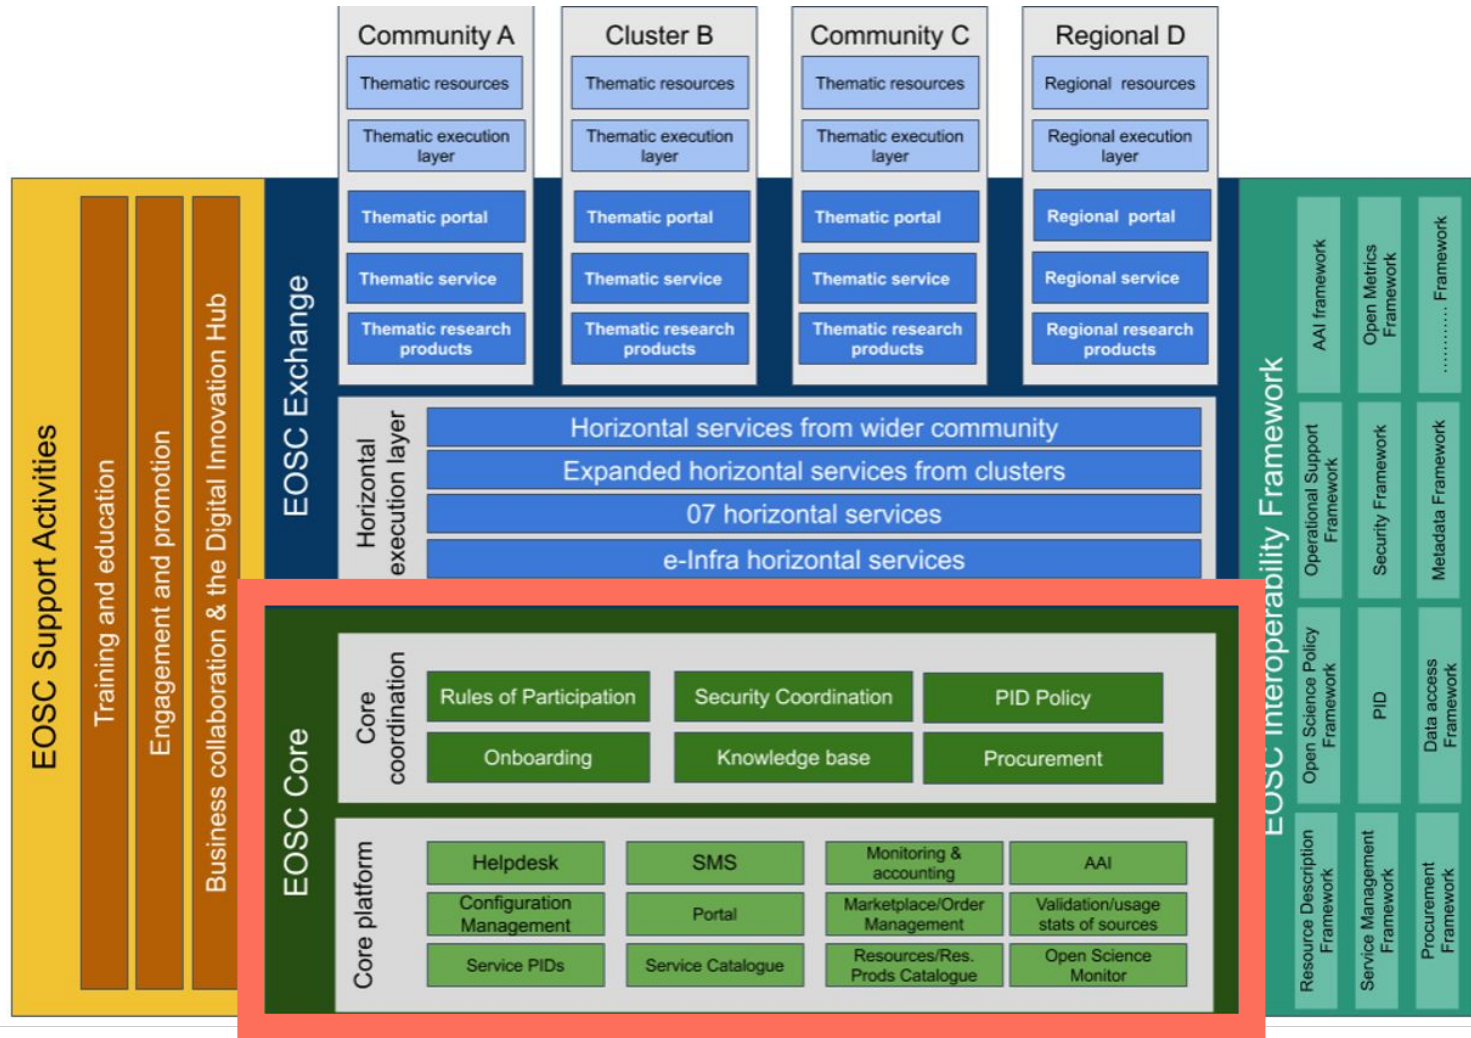 Community A
Thematic resources
Thematic execution
layer
Thematic portal
Thematic service
Thematic research
products
Cluster B
Thematic resources
Thematic execution
layer
Thematic portal
Thematic service
Thematic research
products
Community C
Thematic resources
Thematic execution
layer
Thematic portal
Thematic service
Thematic research
products
Regional D
Regional resources
Regional execution
layer
Regional portal
Regional service
Regional research
products
EOSC Support Activities
Training and education
Engagement and promotion
Business collaboration & the Digital Innovation Hub
EOSC Exchange
Horizontal
execution layer
Horizontal services from wider community
Expanded horizontal services from clusters
07 horizontal services
e-Infra horizontal services
EOSC Core
Core
coordination
Rules of Participation
Security Coordination
PID Policy
Onboarding
Knowledge base
Procurement
Core platform
Helpdesk
SMS
Monitoring &
accounting
AAI
Configuration
Management
Portal
Marketplace/Order
Management
Validation/usage
stats of sources
Service PIDs
Service Catalogue
Resources/Res.
Prods Catalogue
Open Science
Monitor
EOSC Interoperability Framework
AAI framework
Open Metrics
Framework
........... Framework
Operational Support
Framework
Security Framework
Metadata Framework
Open Science Policy
Framework
PID
Data access
Framework
Resource Description
Framework
Service Management
Framework
Procurement
Framework